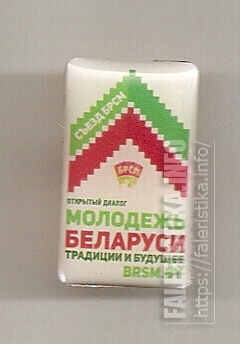 СЪЕЗД БРСМ
БРСМ
ОТКРЫТЫЙ ДИАЛОГ
МОЛОДЕЖЬ
БЕЛАРУСИ
ТРАДИЦИИ И БУДУЩЕЕ
BRSM.BY
FALERISTIKA.INFO
https://faleristika.info/